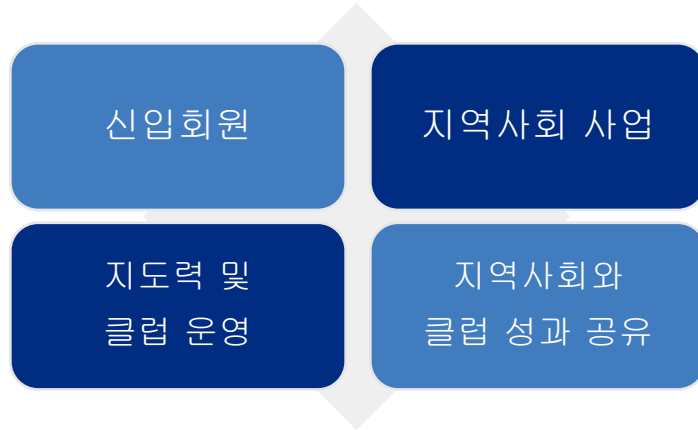 신입회원
지역사회 사업
지도력 및
클럽 운영
지역사회와
클럽 성과 공유